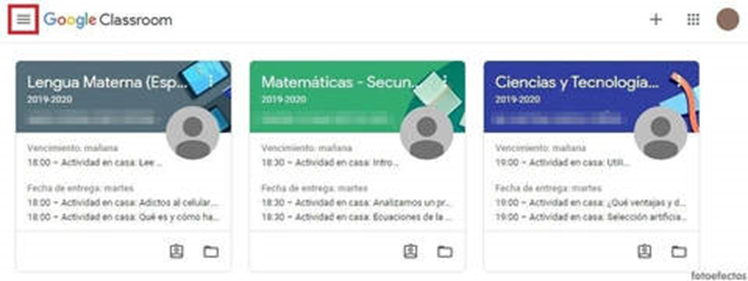 Google Classroom
Lengua Materna (Esp...
2019-2020
Vencimiento: mañana
18:00 – Actividad en casa: Lee ...
Fecha de entrega: martes
18:00 – Actividad en casa: Adictos al celular...
18:00 – Actividad en casa: Qué es y cómo ha...
Matemáticas - Secun...
2019-2020
Vencimiento: mañana
18:30 – Actividad en casa: Intro...
Fecha de entrega: martes
18:30 – Actividad en casa: Analizamos un pr...
18:30 – Actividad en casa: Ecuaciones de la ...
Ciencias y Tecnología...
2019-2020
Vencimiento: mañana
19:00 – Actividad en casa: Utili...
Fecha de entrega: martes
19:00 – Actividad en casa: ¿Qué ventajas y d...
19:00 – Actividad en casa: Selección artificia...
fotoefectos